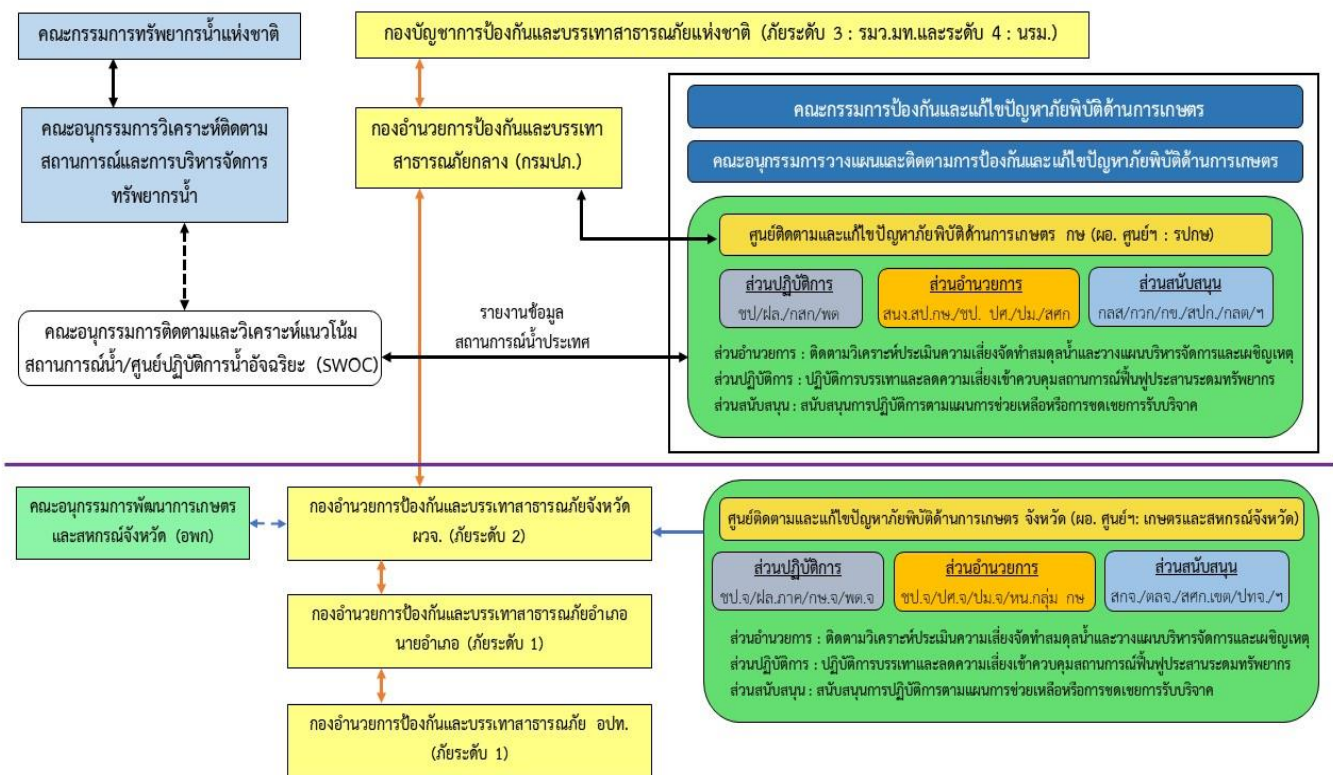 คณะกรรมการทรัพยากรน้ำแห่งชาติ
กองบัญชาการป้องกันและบรรเทาสาธารณภัยแห่งชาติ (ภัยระดับ 3 : รมว.มท.และระดับ 4 : นรม.)
คณะอนุกรรมการวิเคราะห์ติดตาม
สถานการณ์และการบริหารจัดการ
ทรัพยากรน้ำ
กองอำนวยการป้องกันและบรรเทา
สาธารณภัยกลาง (กรมปภ.)
คณะกรรมการป้องกันและแก้ไขปัญหาภัยพิบัติด้านการเกษตร
คณะอนุกรรมการวางแผนและติดตามการป้องกันและแก้ไขปัญหาภัยพิบัติด้านการเกษตร
ศูนย์ติดตามและแก้ไขปัญหาภัยพิบัติด้านการเกษตร กษ (ผอ. ศูนย์ฯ : รปกษ)
ส่วนปฏิบัติการ
ชป/ฝล./กสก/พด
ส่วนอำนวยการ
สนง.สป.กษ./ชป. ปศ./ปม./สศก
ส่วนสนับสนุน
กสส/กวก/กข./สปก./กสต/ฯ
ส่วนอำนวยการ : ติดตามวิเคราะห์ประเมินความเสี่ยงจัดทำสมดุลน้ำและวางแผนบริหารจัดการและเผชิญเหตุ
ส่วนปฏิบัติการ : ปฏิบัติการบรรเทาและลดความเสี่ยงเข้าควบคุมสถานการณ์ฟื้นฟูประสานระดมทรัพยากร
ส่วนสนับสนุน : สนับสนุนการปฏิบัติการตามแผนการช่วยเหลือหรือการชดเชยการรับบริจาค
รายงานข้อมูล
สถานการณ์น้ำประเทศ
คณะอนุกรรมการติดตามและวิเคราะห์แนวโน้ม
สถานการณ์น้ำ/ศูนย์ปฏิบัติการน้ำอัจฉริยะ (SWOC)
คณะอนุกรรมการพัฒนาการเกษตร
และสหกรณ์จังหวัด (อพก)
กองอำนวยการป้องกันและบรรเทาสาธารณภัยจังหวัด
ผวจ. (ภัยระดับ 2)
กองอำนวยการป้องกันและบรรเทาสาธารณภัยอำเภอ
นายอำเภอ (ภัยระดับ 1)
กองอำนวยการป้องกันและบรรเทาสาธารณภัย อปท.
(ภัยระดับ 1)
ศูนย์ติดตามและแก้ไขปัญหาภัยพิบัติด้านการเกษตร จังหวัด (ผอ. ศูนย์ฯ: เกษตรและสหกรณ์จังหวัด)
ส่วนปฏิบัติการ
ชป.จ/ฝล.ภาค/กษ.จ/พด.จ
ส่วนอำนวยการ
ชป.จ/ปศ.จ/ปม.จ/หน.กลุ่ม กษ
ส่วนสนับสนุน
สกจ./ตสจ./สศก.เขต/ปทจ./ฯ
ส่วนอำนวยการ : ติดตามวิเคราะห์ประเมินความเสี่ยงจัดทำสมดุลน้ำและวางแผนบริหารจัดการและเผชิญเหตุ
ส่วนปฏิบัติการ : ปฏิบัติการบรรเทาและลดความเสี่ยงเข้าควบคุมสถานการณ์ฟื้นฟูประสานระดมทรัพยากร
ส่วนสนับสนุน : สนับสนุนการปฏิบัติการตามแผนการช่วยเหลือหรือการชดเชยการรับบริจาค